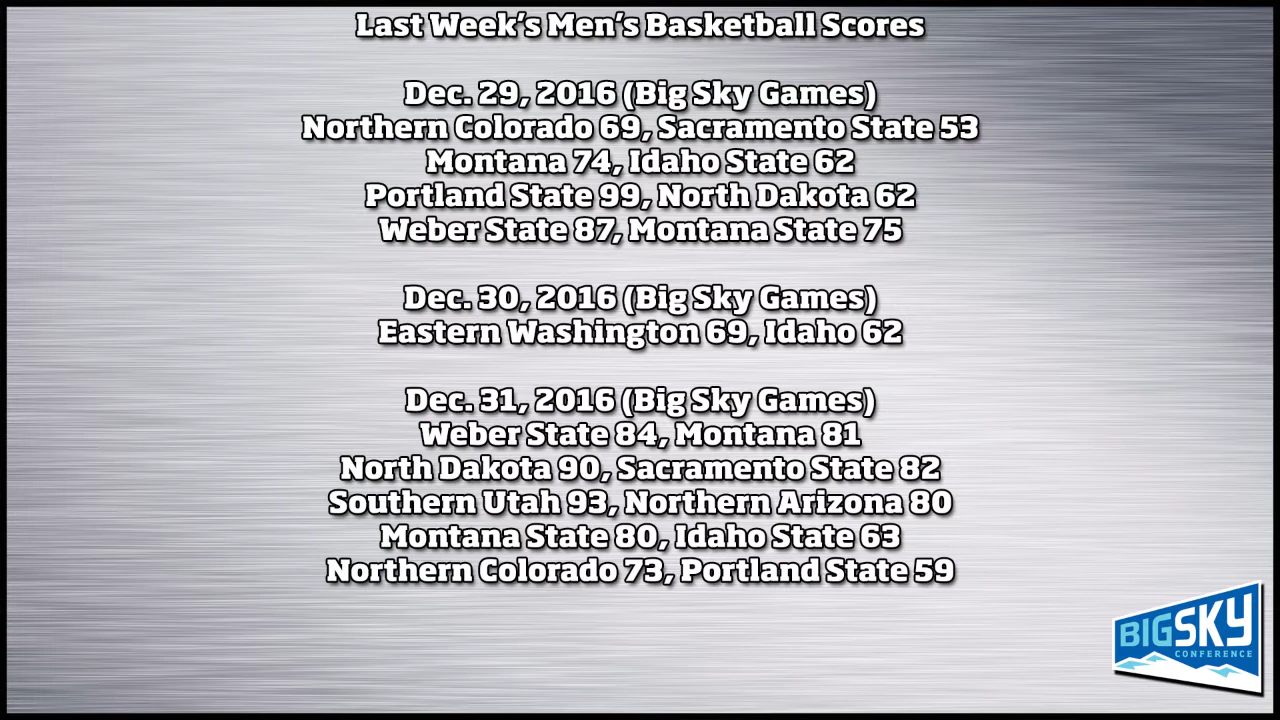 Last Week's Men's Basketball Scores
Dec. 29, 2016 (Big Sky Games)
Northern Colorado 69, Sacramento State 53
Montana 74, Idaho State 62
Portland State 99, North Dakota 62
Weber State 87, Montana State 75
Dec. 30, 2016 (Big Sky Games)
Eastern Washington 69, Idaho 62
Dec. 31, 2016 (Big Sky Games)
Weber State 84, Montana 81
North Dakota 90, Sacramento State 82
Southern Utah 93, Northern Arizona 80
Montana State 80, Idaho State 63
Northern Colorado 73, Portland State 59
BIGSKY
CONFERENCE